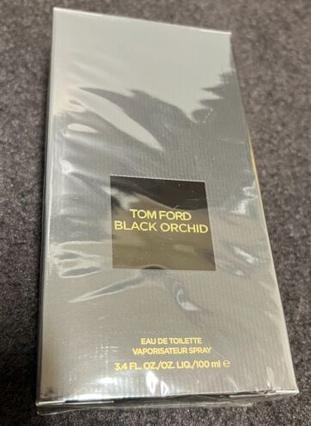 TOM FORD
BLACK ORCHID
EAU DE TOILETTE
VAPORISATEUR SPRAY
3.4 FL. OZ./OZ. LIQ./100 ml ℮